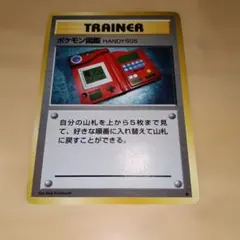 TRAINER
ポケモン図鑑 HANDY505
自分の山札を上から5枚まで見
て、好きな順番に入れ替えて山札
に戻すことができる。